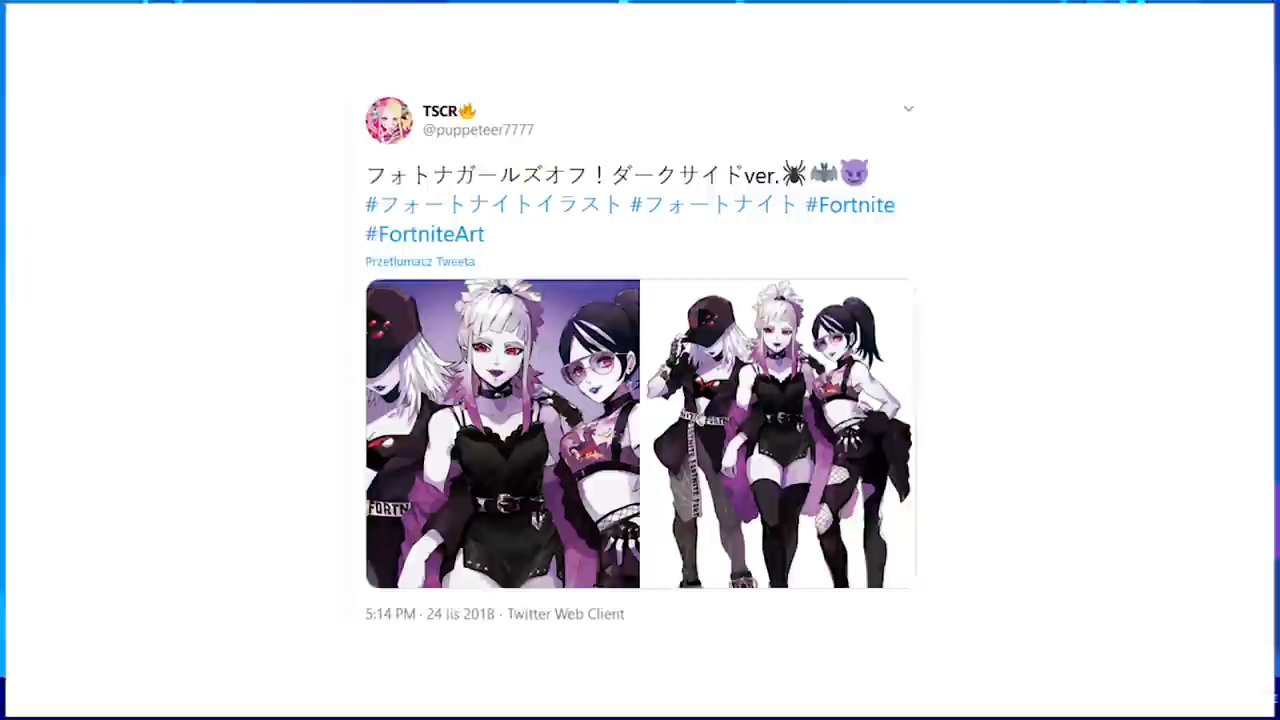 TSCR🔥
@puppeteer7777
フォトナガールズオフ！ダークサイドver.🕷🦇😈
#フォートナイトイラスト #フォートナイト #Fortnite
#FortniteArt
Przetłumacz Tweeta
FORTN
5:14 PM · 24 lis 2018 · Twitter Web Client